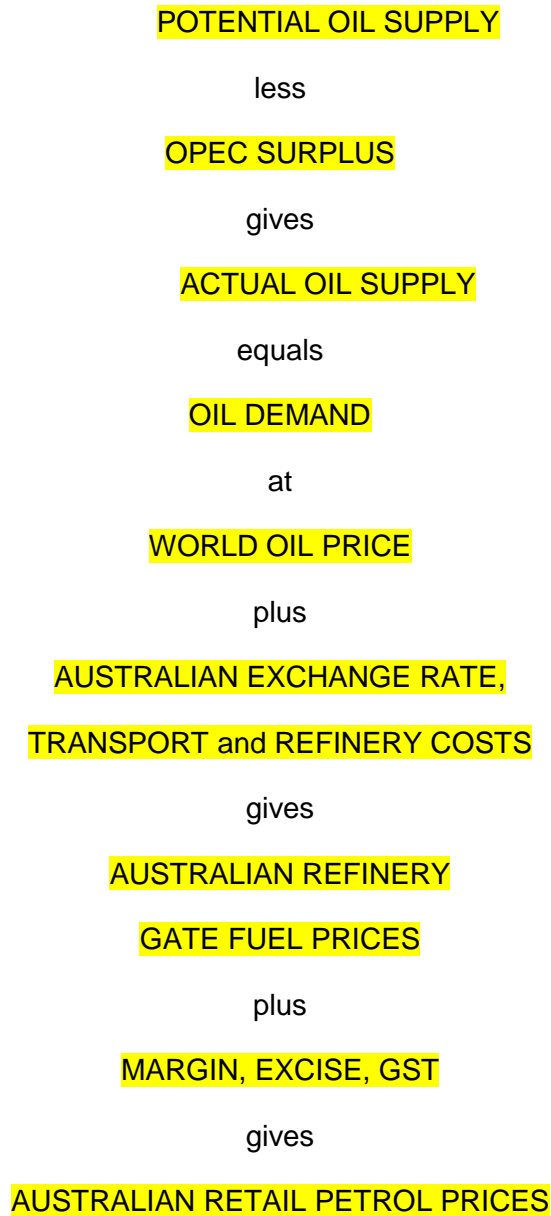 POTENTIAL OIL SUPPLY
less
OPEC SURPLUS
gives
ACTUAL OIL SUPPLY
equals
OIL DEMAND
at
WORLD OIL PRICE
plus
AUSTRALIAN EXCHANGE RATE,
TRANSPORT and REFINERY COSTS
gives
AUSTRALIAN REFINERY
GATE FUEL PRICES
plus
MARGIN, EXCISE, GST
gives
AUSTRALIAN RETAIL PETROL PRICES